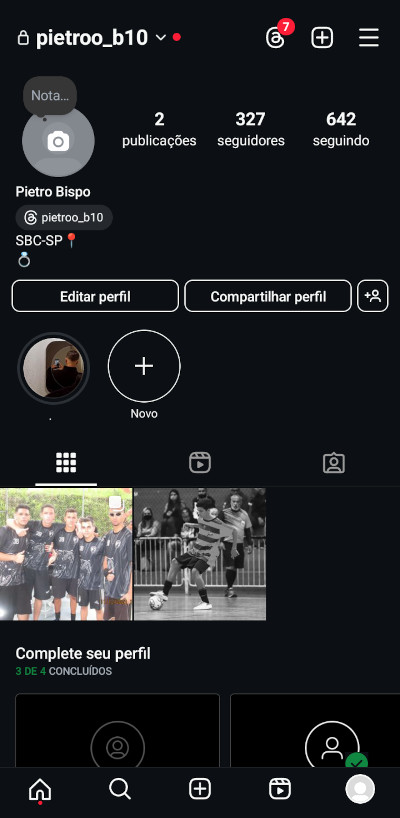 pietroo_b10
7
Nota...
2 327 642
publicações seguidores seguindo
Pietro Bispo
pietroo_b10
SBC-SP📍
💍
Editar perfil Compartilhar perfil
. Novo
Complete seu perfil
3 DE 4 CONCLUÍDOS